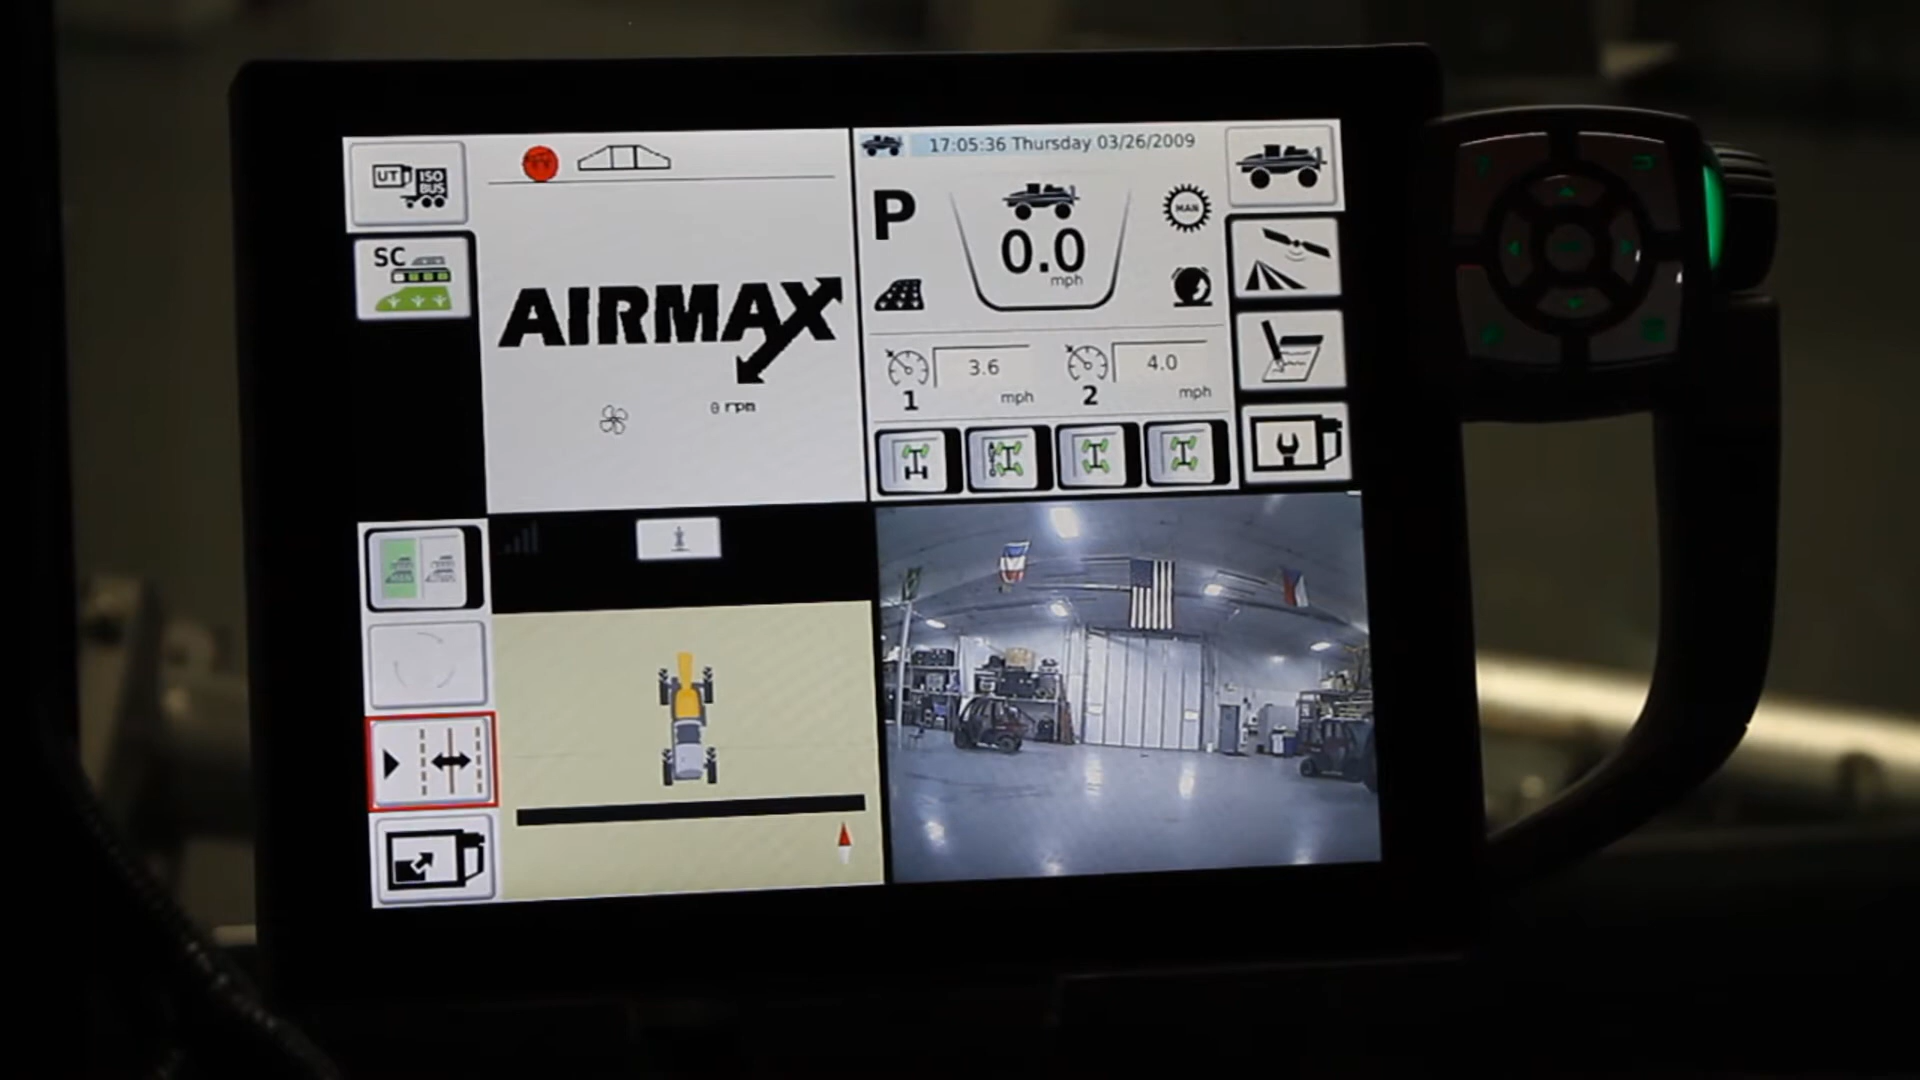 UT
ISO
BUS
SC
AIRMAX
0 rpm
17:05:36 Thursday 03/26/2009
P
MAN
0.0
mph
3.6
4.0
1
mph
2
mph
MAN